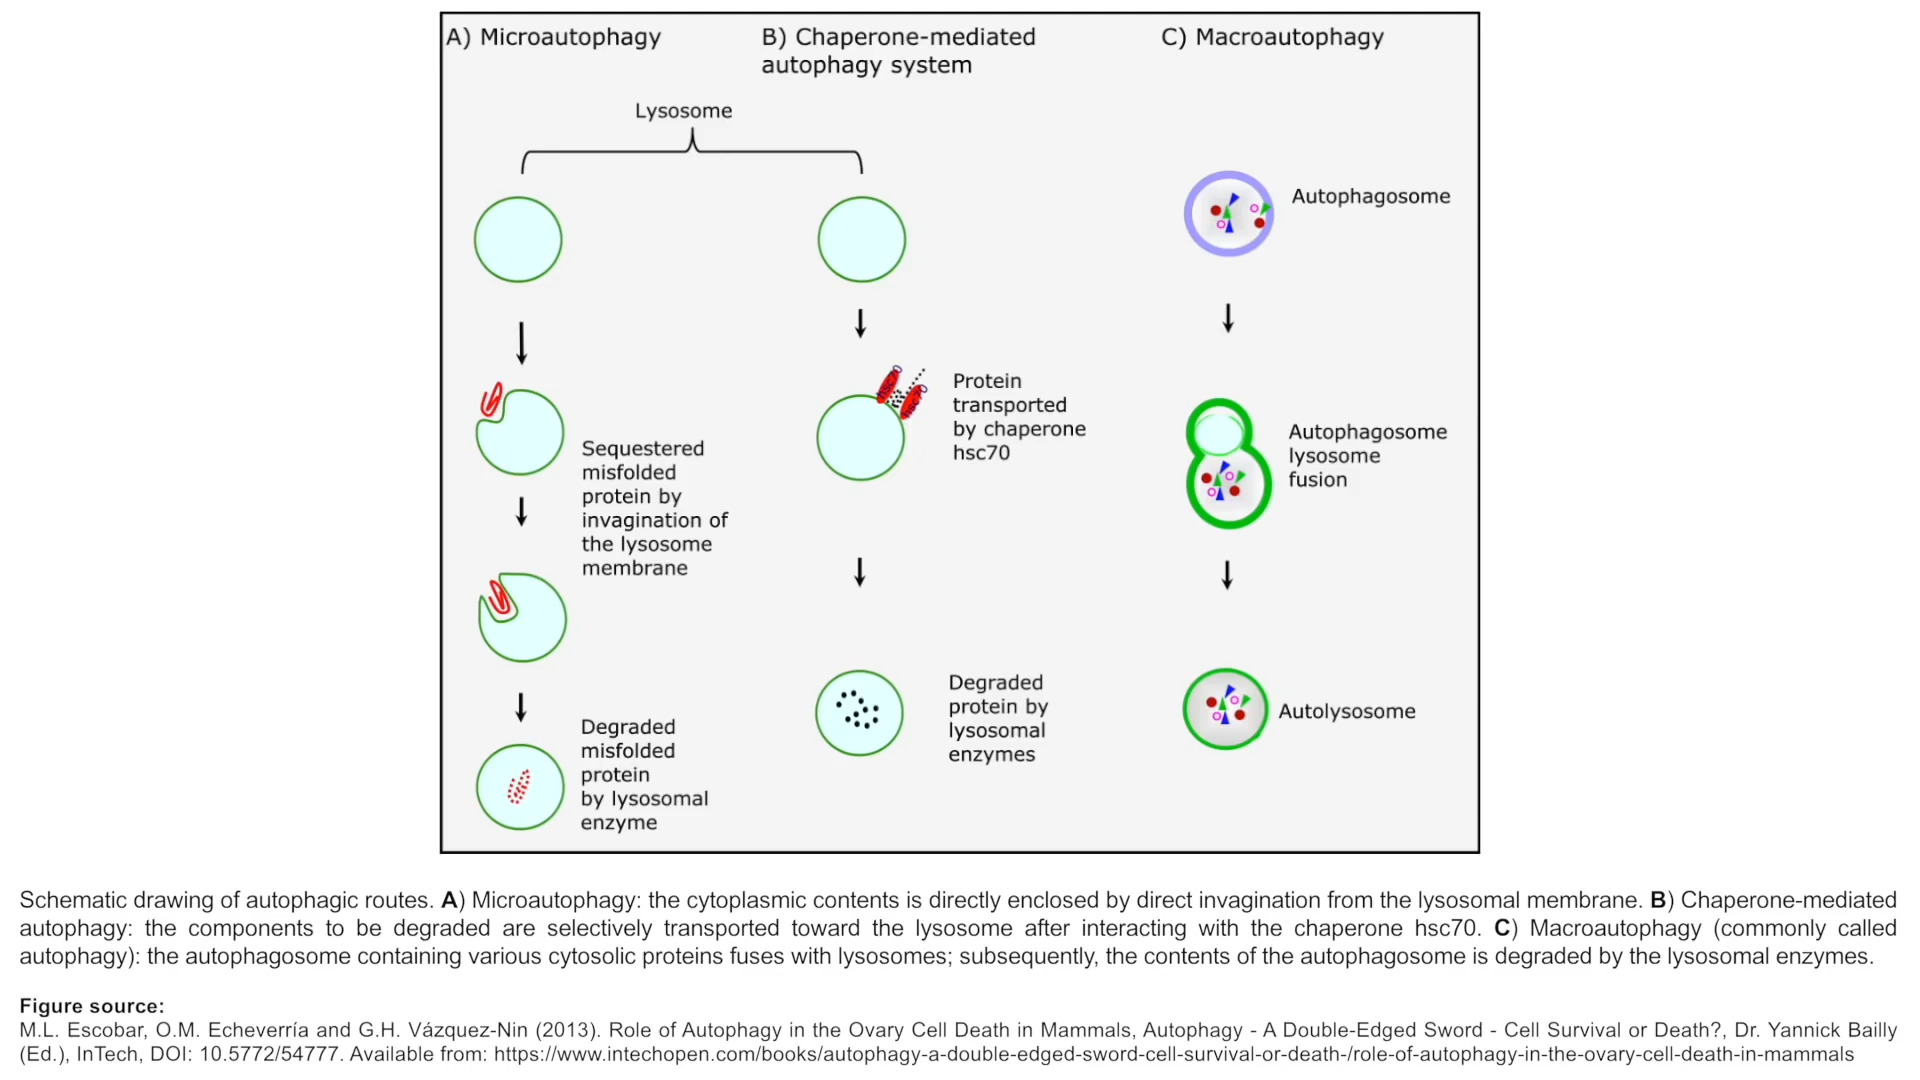 A) Microautophagy
B) Chaperone-mediated
autophagy system
C) Macroautophagy
Lysosome
Autophagosome
hsc70
hsc70
Protein
transported
by chaperone
hsc70
Autophagosome
lysosome
fusion
Sequestered
misfolded
protein by
invagination of
the lysosome
membrane
Degraded
protein by
lysosomal
enzymes
Autolysosome
Degraded
misfolded
protein
by lysosomal
enzyme
Schematic drawing of autophagic routes. A) Microautophagy: the cytoplasmic contents is directly enclosed by direct invagination from the lysosomal membrane. B) Chaperone-mediated
autophagy: the components to be degraded are selectively transported toward the lysosome after interacting with the chaperone hsc70. C) Macroautophagy (commonly called
autophagy): the autophagosome containing various cytosolic proteins fuses with lysosomes; subsequently, the contents of the autophagosome is degraded by the lysosomal enzymes.
Figure source:
M.L. Escobar, O.M. Echeverría and G.H. Vázquez-Nin (2013). Role of Autophagy in the Ovary Cell Death in Mammals, Autophagy - A Double-Edged Sword - Cell Survival or Death?, Dr. Yannick Bailly
(Ed.), InTech, DOI: 10.5772/54777. Available from: https://www.intechopen.com/books/autophagy-a-double-edged-sword-cell-survival-or-death-/role-of-autophagy-in-the-ovary-cell-death-in-mammals